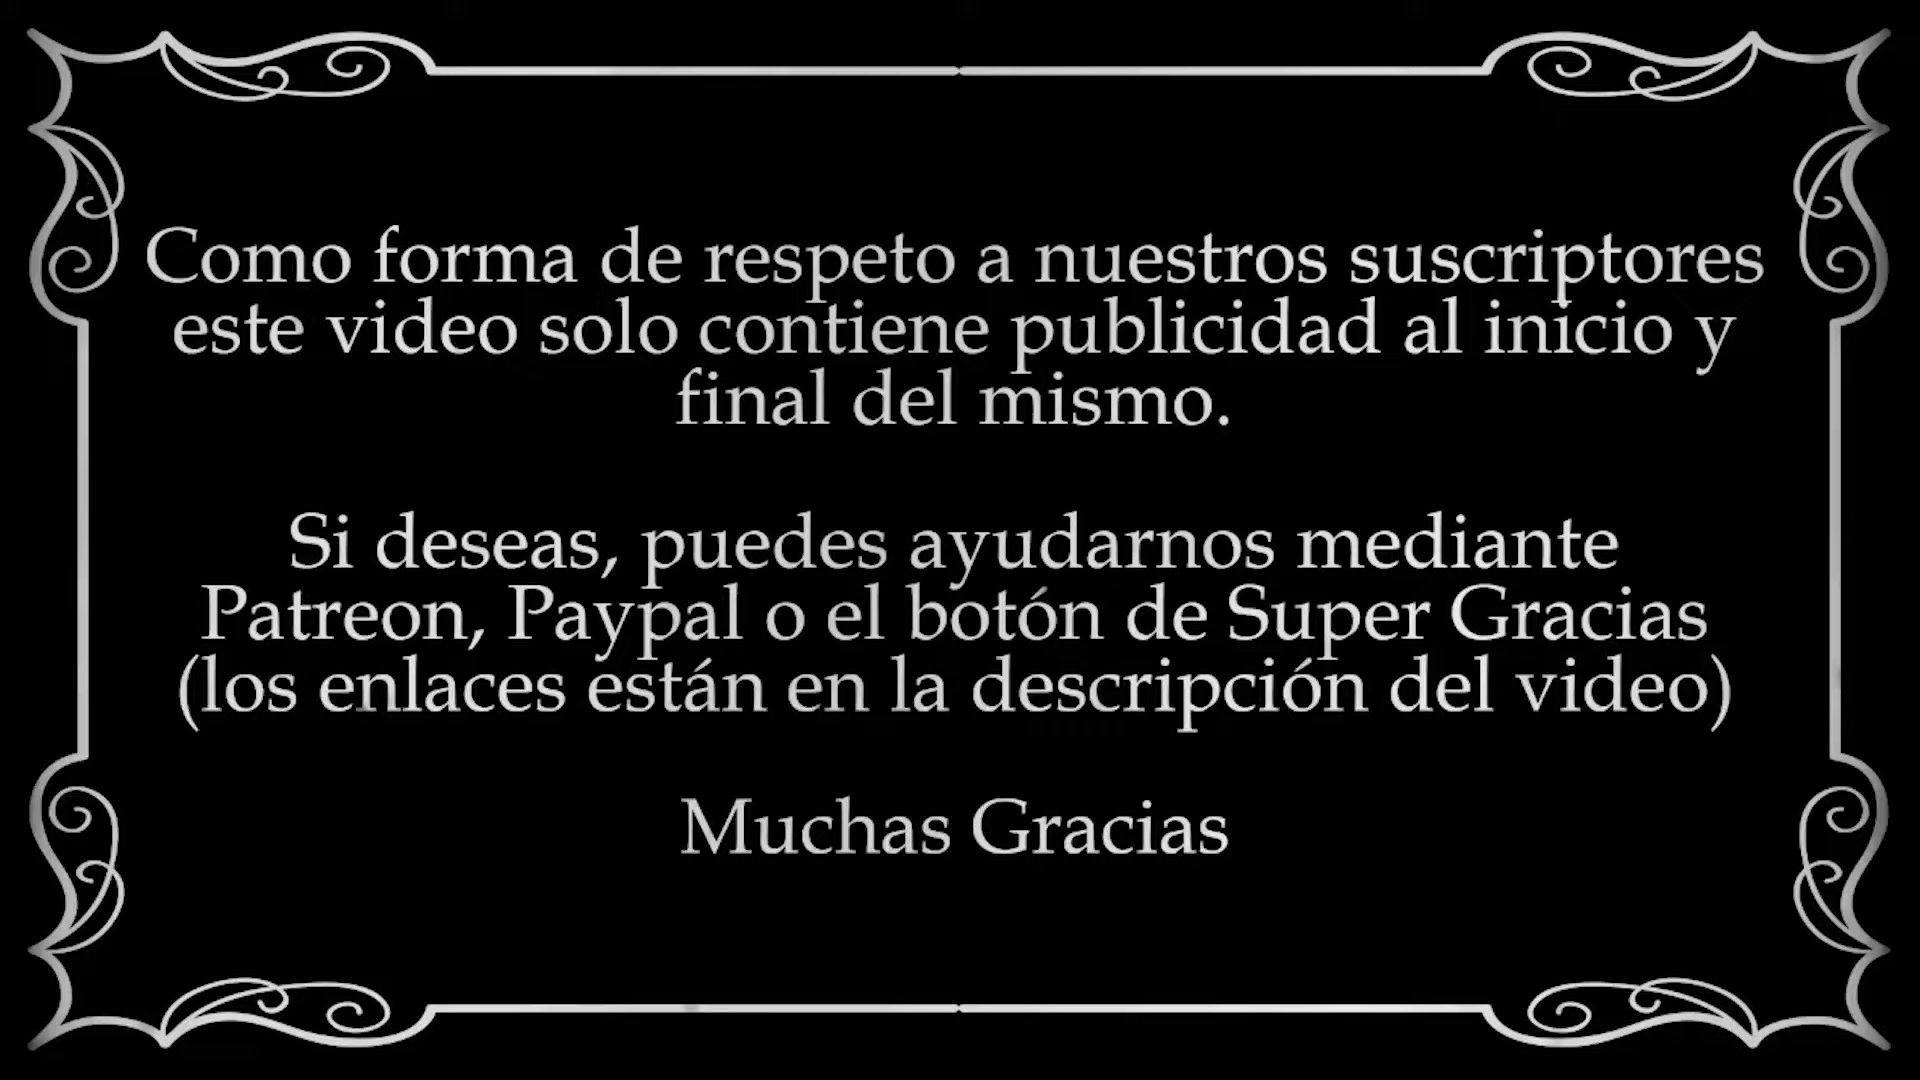 Como forma de respeto a nuestros suscriptores
este video solo contiene publicidad al inicio y
final del mismo.
Si deseas, puedes ayudarnos mediante
Patreon, Paypal o el botón de Super Gracias
(los enlaces están en la descripción del video)
Muchas Gracias